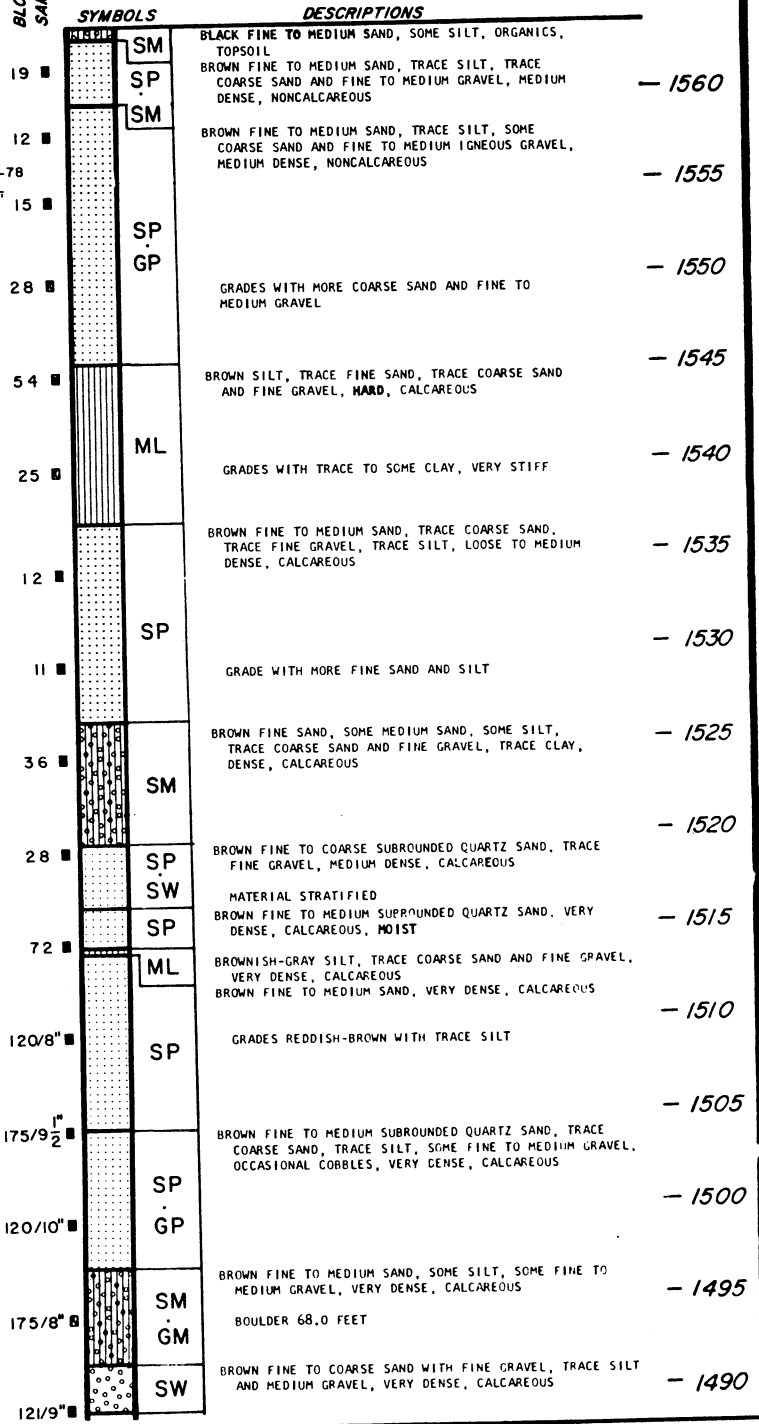 SYMBOLS DESCRIPTIONS
SM BLACK FINE TO MEDIUM SAND, SOME SILT, ORGANICS,
TOPSOIL
19 SP·SM BROWN FINE TO MEDIUM SAND, TRACE SILT, TRACE
COARSE SAND AND FINE TO MEDIUM GRAVEL, MEDIUM — 1560
DENSE, NONCALCAREOUS
12 BROWN FINE TO MEDIUM SAND, TRACE SILT, SOME
COARSE SAND AND FINE TO MEDIUM IGNEOUS GRAVEL,
MEDIUM DENSE, NONCALCAREOUS
-78 — 1555
15
SP·GP
— 1550
28 GRADES WITH MORE COARSE SAND AND FINE TO
MEDIUM GRAVEL
— 1545
54 BROWN SILT, TRACE FINE SAND, TRACE COARSE SAND
AND FINE GRAVEL, HARD, CALCAREOUS
ML — 1540
25 GRADES WITH TRACE TO SOME CLAY, VERY STIFF
BROWN FINE TO MEDIUM SAND, TRACE COARSE SAND,
TRACE FINE GRAVEL, TRACE SILT, LOOSE TO MEDIUM — 1535
DENSE, CALCAREOUS
12
SP — 1530
11 GRADE WITH MORE FINE SAND AND SILT
BROWN FINE SAND, SOME MEDIUM SAND, SOME SILT, — 1525
TRACE COARSE SAND AND FINE GRAVEL, TRACE CLAY,
36 DENSE, CALCAREOUS
SM
— 1520
28 SP·SW BROWN FINE TO COARSE SUBROUNDED QUARTZ SAND, TRACE
FINE GRAVEL, MEDIUM DENSE, CALCAREOUS
MATERIAL STRATIFIED
SP BROWN FINE TO MEDIUM SUPROUNDED QUARTZ SAND, VERY — 1515
DENSE, CALCAREOUS, MOIST
72
ML BROWNISH-GRAY SILT, TRACE COARSE SAND AND FINE GRAVEL,
VERY DENSE, CALCAREOUS
BROWN FINE TO MEDIUM SAND, VERY DENSE, CALCAREOUS
— 1510
120/8" SP GRADES REDDISH-BROWN WITH TRACE SILT
— 1505
175/9 1/2" BROWN FINE TO MEDIUM SUBROUNDED QUARTZ SAND, TRACE
COARSE SAND, TRACE SILT, SOME FINE TO MEDIUM GRAVEL,
OCCASIONAL COBBLES, VERY DENSE, CALCAREOUS
SP·GP — 1500
120/10"
BROWN FINE TO MEDIUM SAND, SOME SILT, SOME FINE TO
MEDIUM GRAVEL, VERY DENSE, CALCAREOUS — 1495
175/8" SM·GM BOULDER 68.0 FEET
BROWN FINE TO COARSE SAND WITH FINE GRAVEL, TRACE SILT
SW AND MEDIUM GRAVEL, VERY DENSE, CALCAREOUS — 1490
121/9"